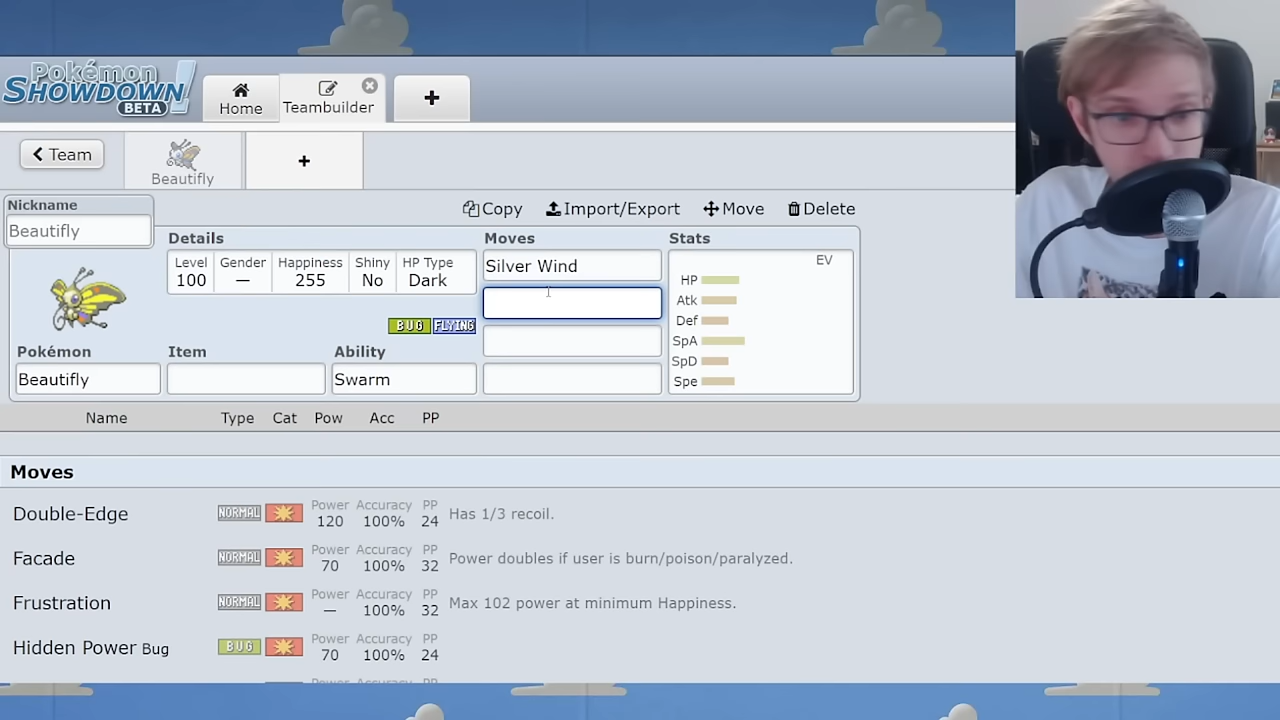 Pokémon
SHOWDOWN!
BETA
Home
Teambuilder
+
Team
Beautifly
+
Nickname
Beautifly
Copy
Import/Export
Move
Delete
Details
Moves
Stats
Level
Gender
Happiness
Shiny
HP Type
100
—
255
No
Dark
Silver Wind
EV
HP
Atk
Def
SpA
SpD
Spe
BUG FLYING
Pokémon
Item
Ability
Beautifly
Swarm
Name Type Cat Pow Acc PP
Moves
Double-Edge NORMAL Power 120 Accuracy 100% PP 24 Has 1/3 recoil.
Facade NORMAL Power 70 Accuracy 100% PP 32 Power doubles if user is burn/poison/paralyzed.
Frustration NORMAL Power — Accuracy 100% PP 32 Max 102 power at minimum Happiness.
Hidden Power Bug BUG Power 70 Accuracy 100% PP 24
Power Accuracy PP